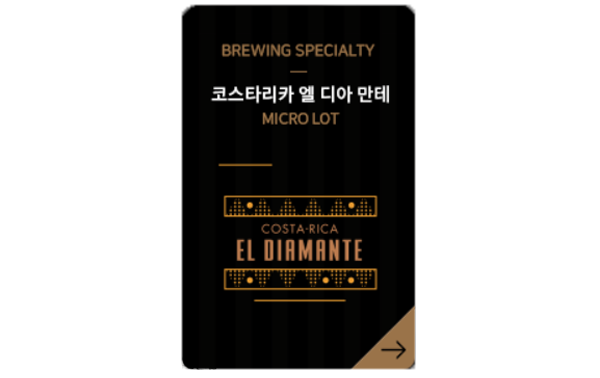 BREWING SPECIALTY
코스타리카 엘 디아 만테
MICRO LOT
COSTA-RICA
EL DIAMANTE